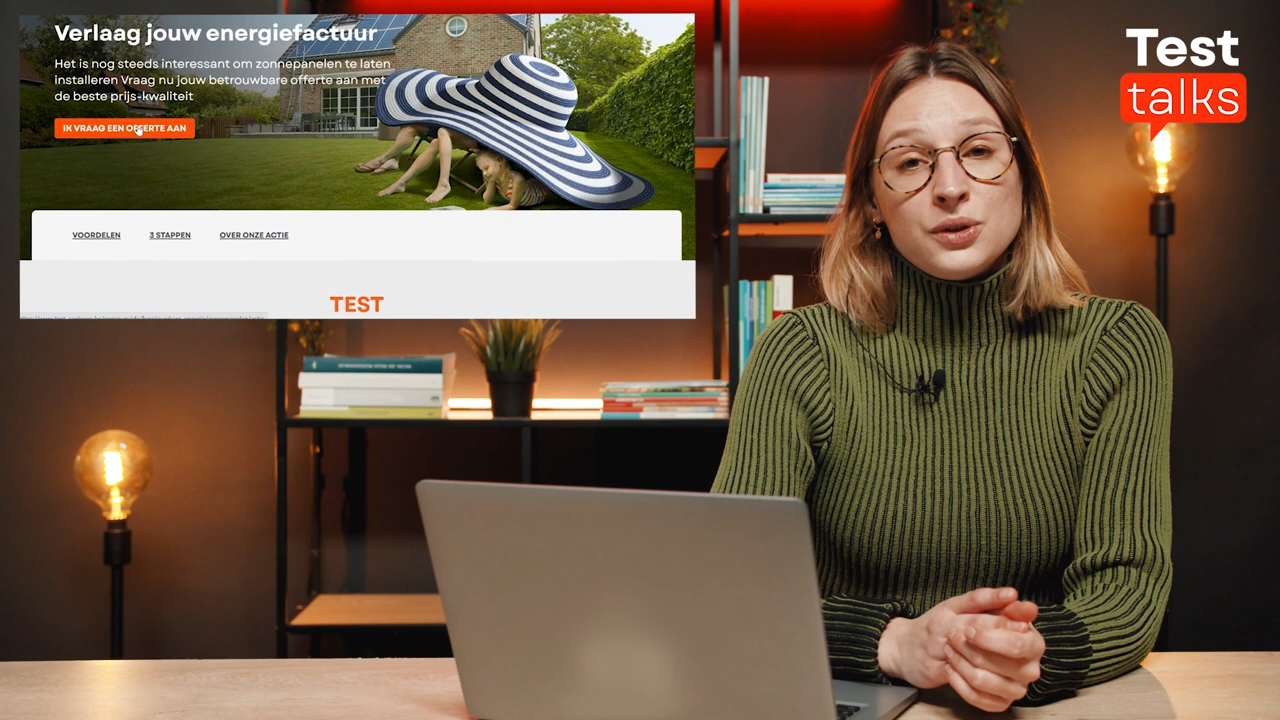 Verlaag jouw energiefactuur
Het is nog steeds interessant om zonnepanelen te laten
installeren Vraag nu jouw betrouwbare offerte aan met
de beste prijs-kwaliteit
IK VRAAG EEN OFFERTE AAN
VOORDELEN
3 STAPPEN
OVER ONZE ACTIE
TEST
Test
talks